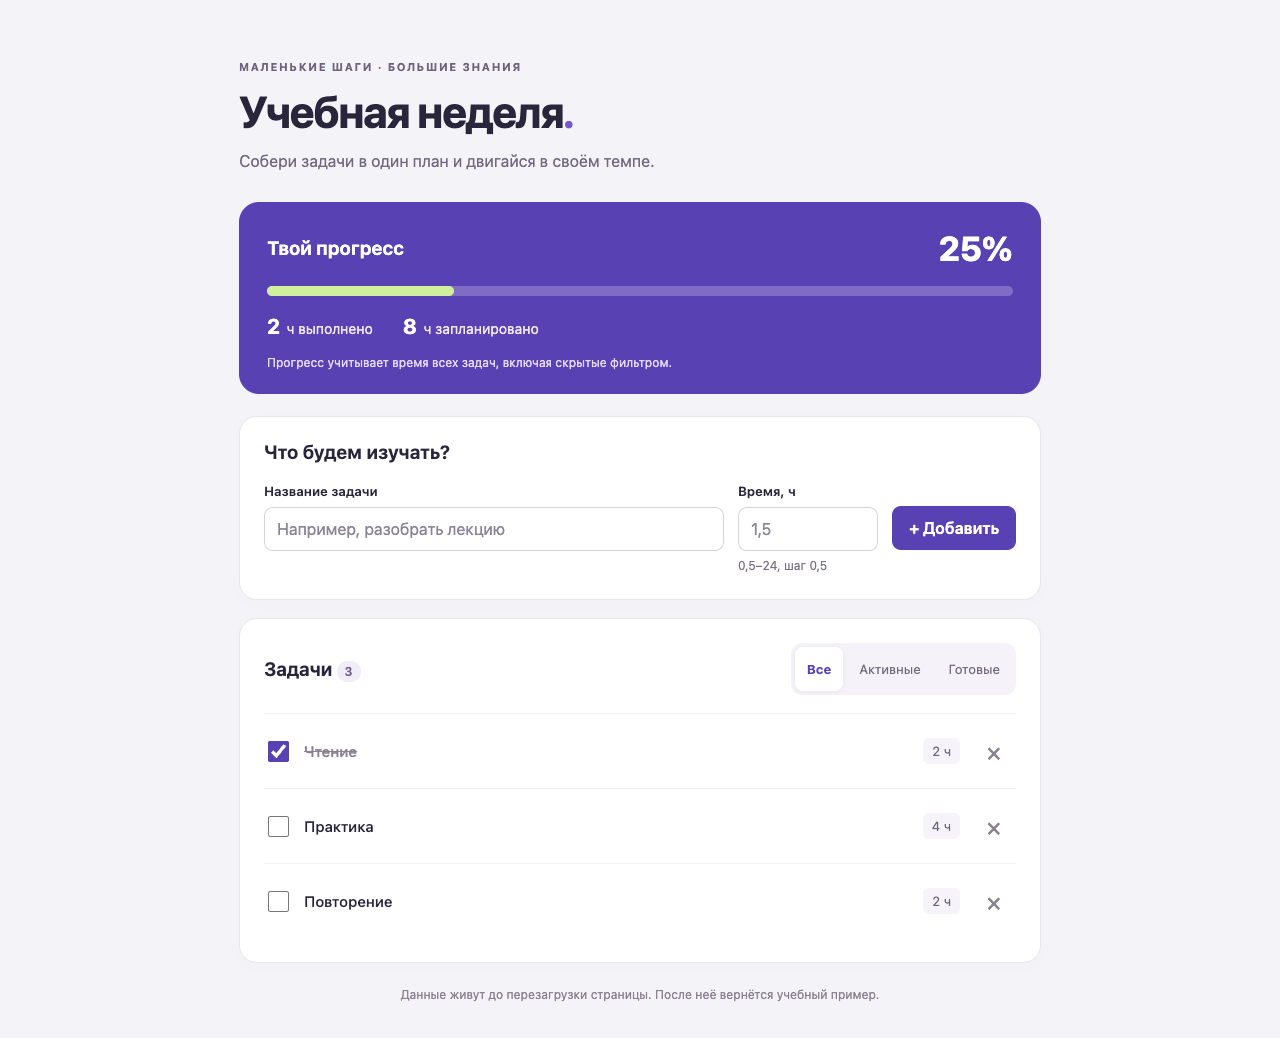 МАЛЕНЬКИЕ ШАГИ · БОЛЬШИЕ ЗНАНИЯ
Учебная неделя.
Собери задачи в один план и двигайся в своём темпе.
Твой прогресс 25%
2 ч выполнено 8 ч запланировано
Прогресс учитывает время всех задач, включая скрытые фильтром.
Что будем изучать?
Название задачи Время, ч
Например, разобрать лекцию 1,5 + Добавить
0,5–24, шаг 0,5
Задачи 3 Все Активные Готовые
Чтение 2 ч ×
Практика 4 ч ×
Повторение 2 ч ×
Данные живут до перезагрузки страницы. После неё вернётся учебный пример.